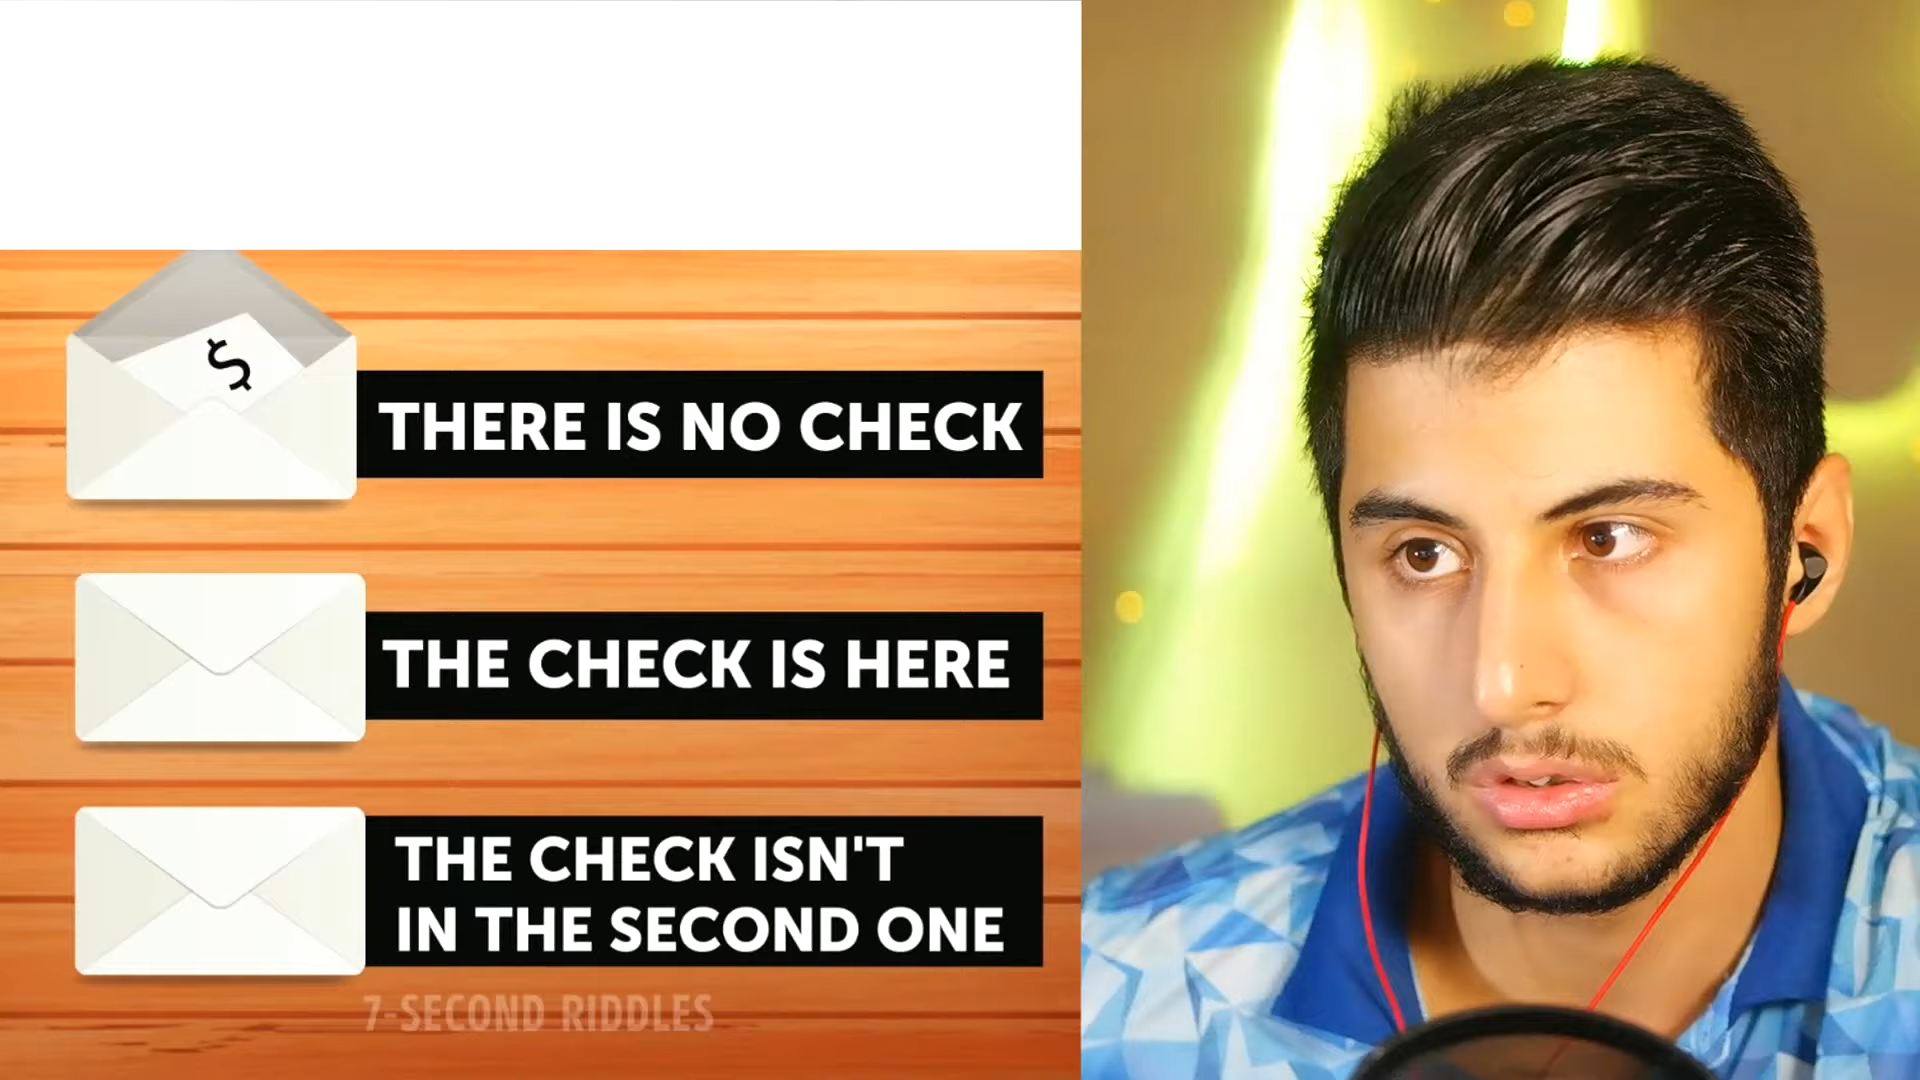 $
THERE IS NO CHECK
THE CHECK IS HERE
THE CHECK ISN'T
IN THE SECOND ONE
7-SECOND RIDDLES